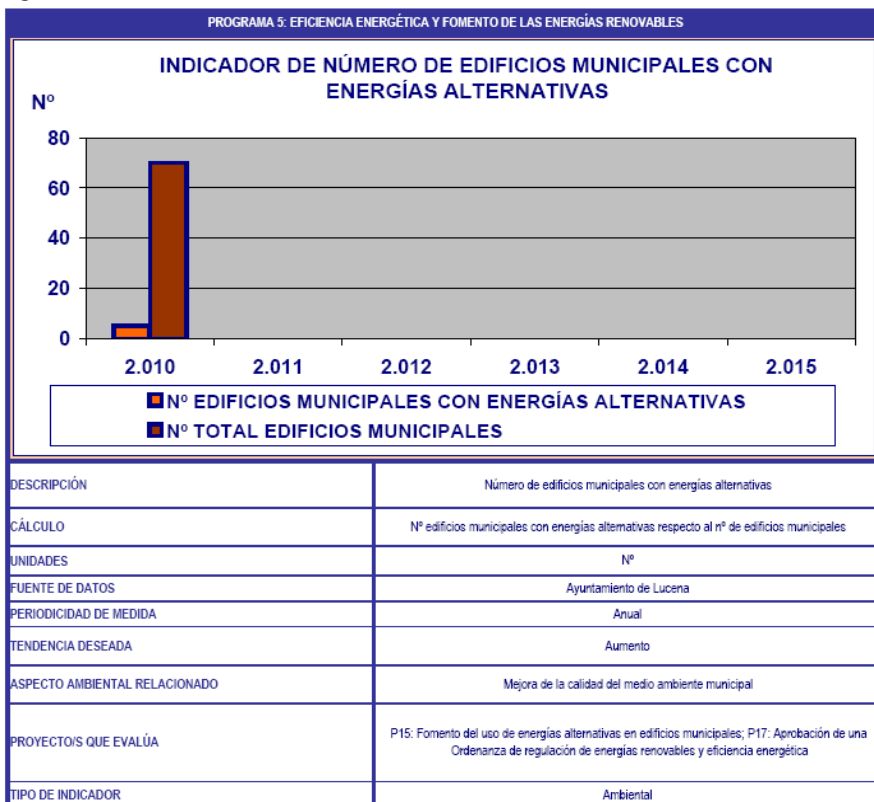 PROGRAMA 5: EFICIENCIA ENERGÉTICA Y FOMENTO DE LAS ENERGÍAS RENOVABLES
INDICADOR DE NÚMERO DE EDIFICIOS MUNICIPALES CON
ENERGÍAS ALTERNATIVAS
Nº
80
60
40
20
0
2.010 2.011 2.012 2.013 2.014 2.015
Nº EDIFICIOS MUNICIPALES CON ENERGÍAS ALTERNATIVAS
Nº TOTAL EDIFICIOS MUNICIPALES
DESCRIPCIÓN Número de edificios municipales con energías alternativas
CÁLCULO Nº edificios municipales con energías alternativas respecto al nº de edificios municipales
UNIDADES Nº
FUENTE DE DATOS Ayuntamiento de Lucena
PERIODICIDAD DE MEDIDA Anual
TENDENCIA DESEADA Aumento
ASPECTO AMBIENTAL RELACIONADO Mejora de la calidad del medio ambiente municipal
PROYECTO/S QUE EVALÚA P15: Fomento del uso de energías alternativas en edificios municipales; P17: Aprobación de una
Ordenanza de regulación de energías renovables y eficiencia energética
TIPO DE INDICADOR Ambiental